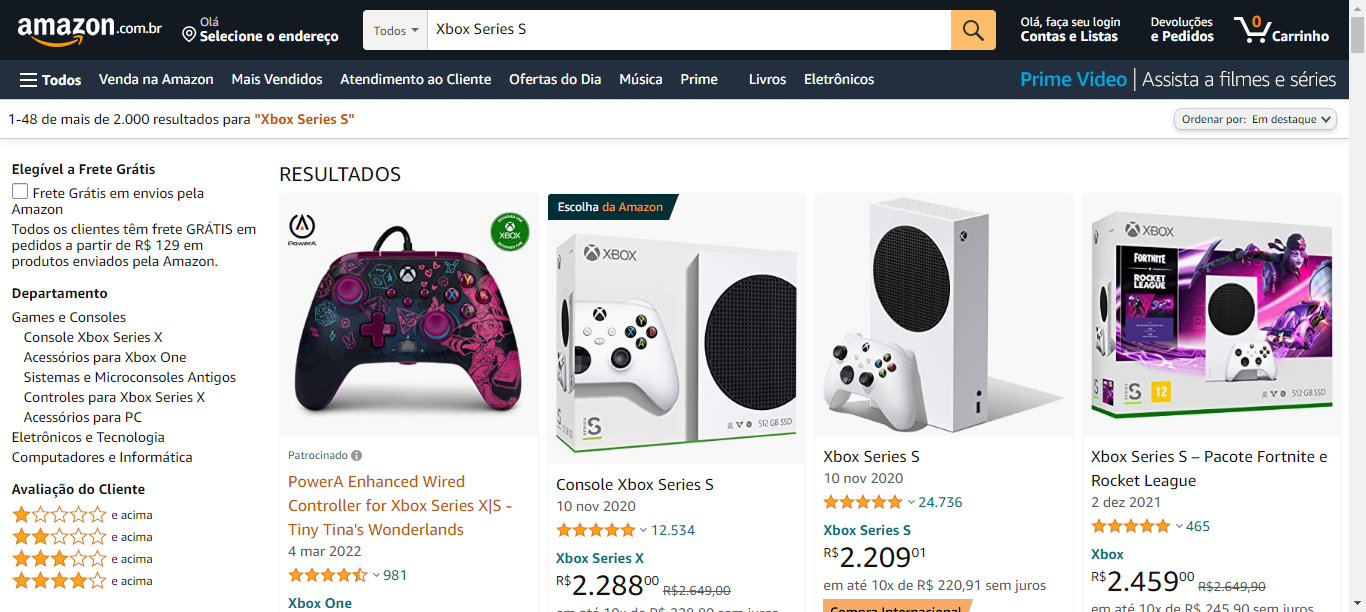 amazon.com.br
Olá
Selecione o endereço
Todos
Xbox Series S
Olá, faça seu login
Contas e Listas
Devoluções
e Pedidos
0
Carrinho
Todos
Venda na Amazon
Mais Vendidos
Atendimento ao Cliente
Ofertas do Dia
Música
Prime
Livros
Eletrônicos
Prime Video | Assista a filmes e séries
1-48 de mais de 2.000 resultados para "Xbox Series S"
Ordenar por: Em destaque
Elegível a Frete Grátis
Frete Grátis em envios pela
Amazon
Todos os clientes têm frete GRÁTIS em
pedidos a partir de R$ 129 em
produtos enviados pela Amazon.
Departamento
Games e Consoles
Console Xbox Series X
Acessórios para Xbox One
Sistemas e Microconsoles Antigos
Controles para Xbox Series X
Acessórios para PC
Eletrônicos e Tecnologia
Computadores e Informática
Avaliação do Cliente
e acima
e acima
e acima
e acima
RESULTADOS
PowerA
XBOX
Patrocinado
PowerA Enhanced Wired
Controller for Xbox Series X|S -
Tiny Tina's Wonderlands
4 mar 2022
981
Xbox One
Escolha da Amazon
XBOX
SERIES S
512 GB SSD
Console Xbox Series S
10 nov 2020
12.534
Xbox Series X
R$2.28800 R$2.649,00
em até 10x de R$ 228,80 sem juros
Xbox Series S
10 nov 2020
24.736
Xbox Series S
R$2.20901
em até 10x de R$ 220,91 sem juros
Compra Internacional
XBOX
FORTNITE
ROCKET
LEAGUE
S
12
512 GB SSD
Xbox Series S – Pacote Fortnite e
Rocket League
2 dez 2021
465
Xbox
R$2.45900 R$2.649,90
em até 10x de R$ 245,90 sem juros